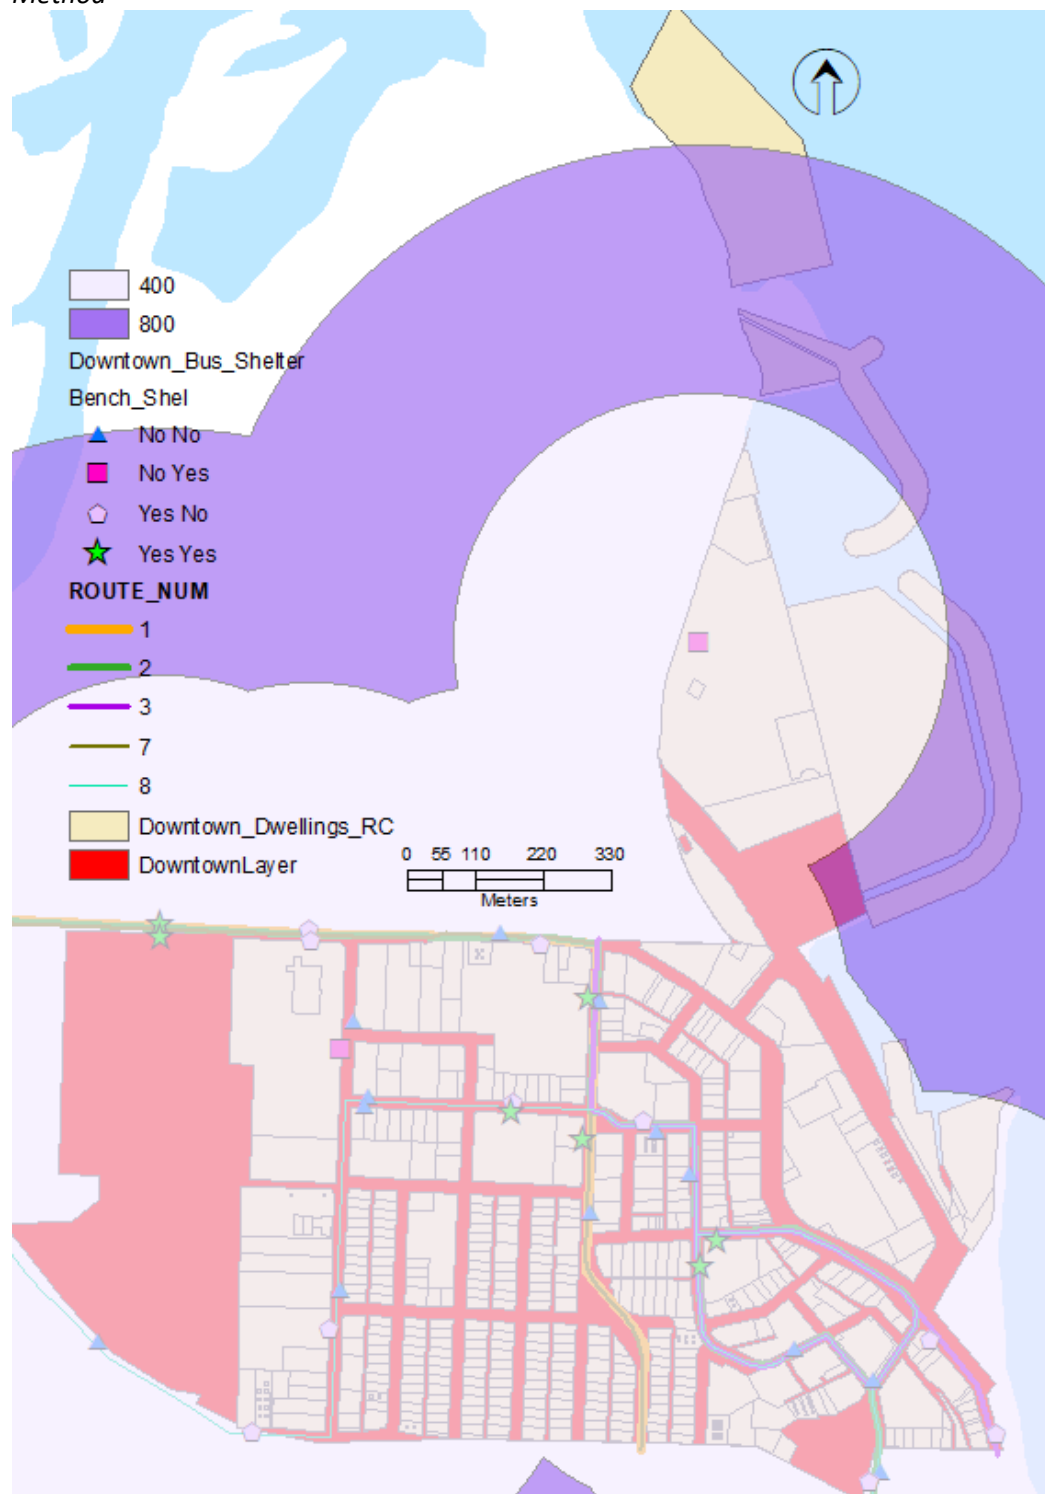 Method
400
800
Downtown_Bus_Shelter
Bench_Shel
No No
No Yes
Yes No
Yes Yes
ROUTE_NUM
1
2
3
7
8
Downtown_Dwellings_RC
DowntownLayer
0 55 110 220 330
Meters